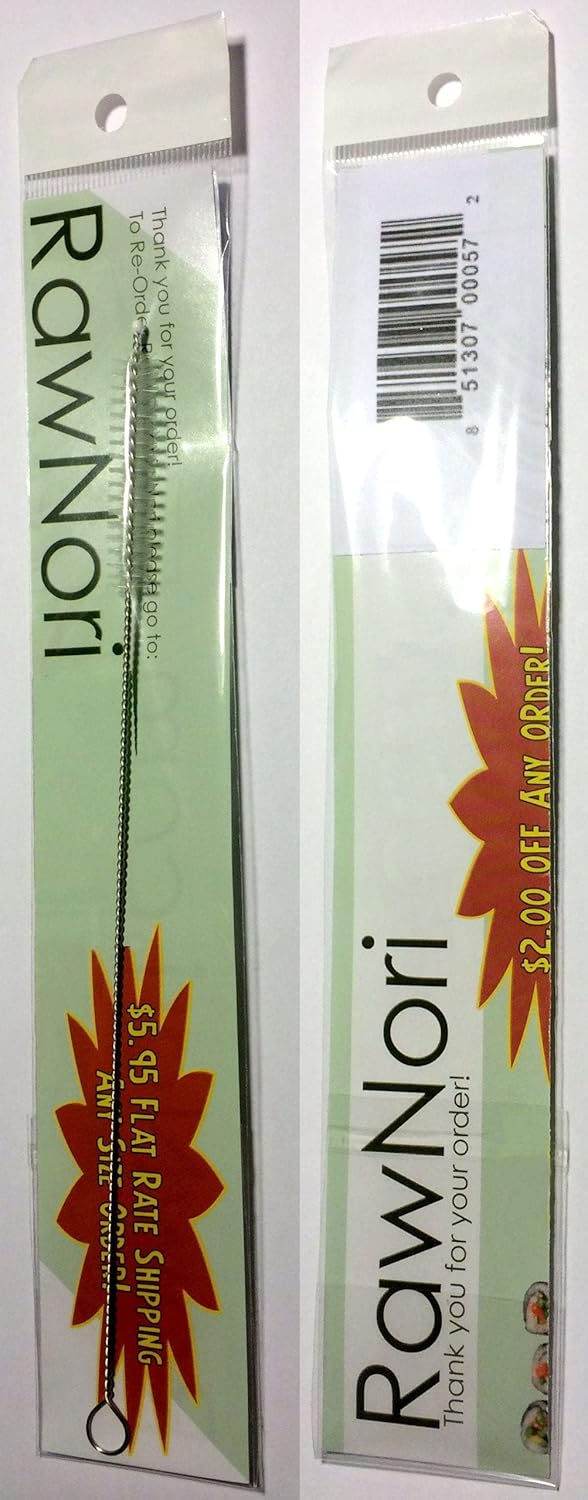 RawNori
Thank you for your order!
To Re-Order
please go to:
$5.95 FLAT RATE SHIPPING
ANY SIZE ORDER!
8 51307 00057 2
$2.00 OFF ANY ORDER!
RawNori
Thank you for your order!